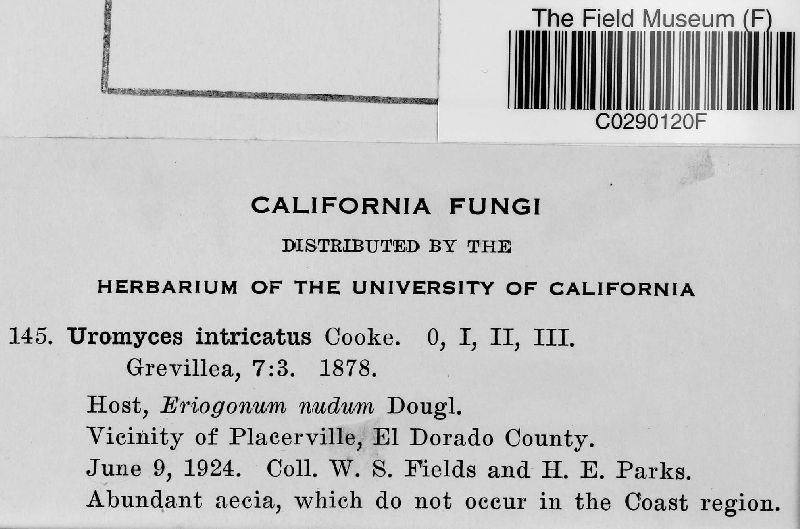 The Field Museum (F)
C0290120F
CALIFORNIA FUNGI
DISTRIBUTED BY THE
HERBARIUM OF THE UNIVERSITY OF CALIFORNIA
145. Uromyces intricatus Cooke. 0, I, II, III.
Grevillea, 7:3. 1878.
Host, Eriogonum nudum Dougl.
Vicinity of Placerville, El Dorado County.
June 9, 1924. Coll. W. S. Fields and H. E. Parks.
Abundant aecia, which do not occur in the Coast region.